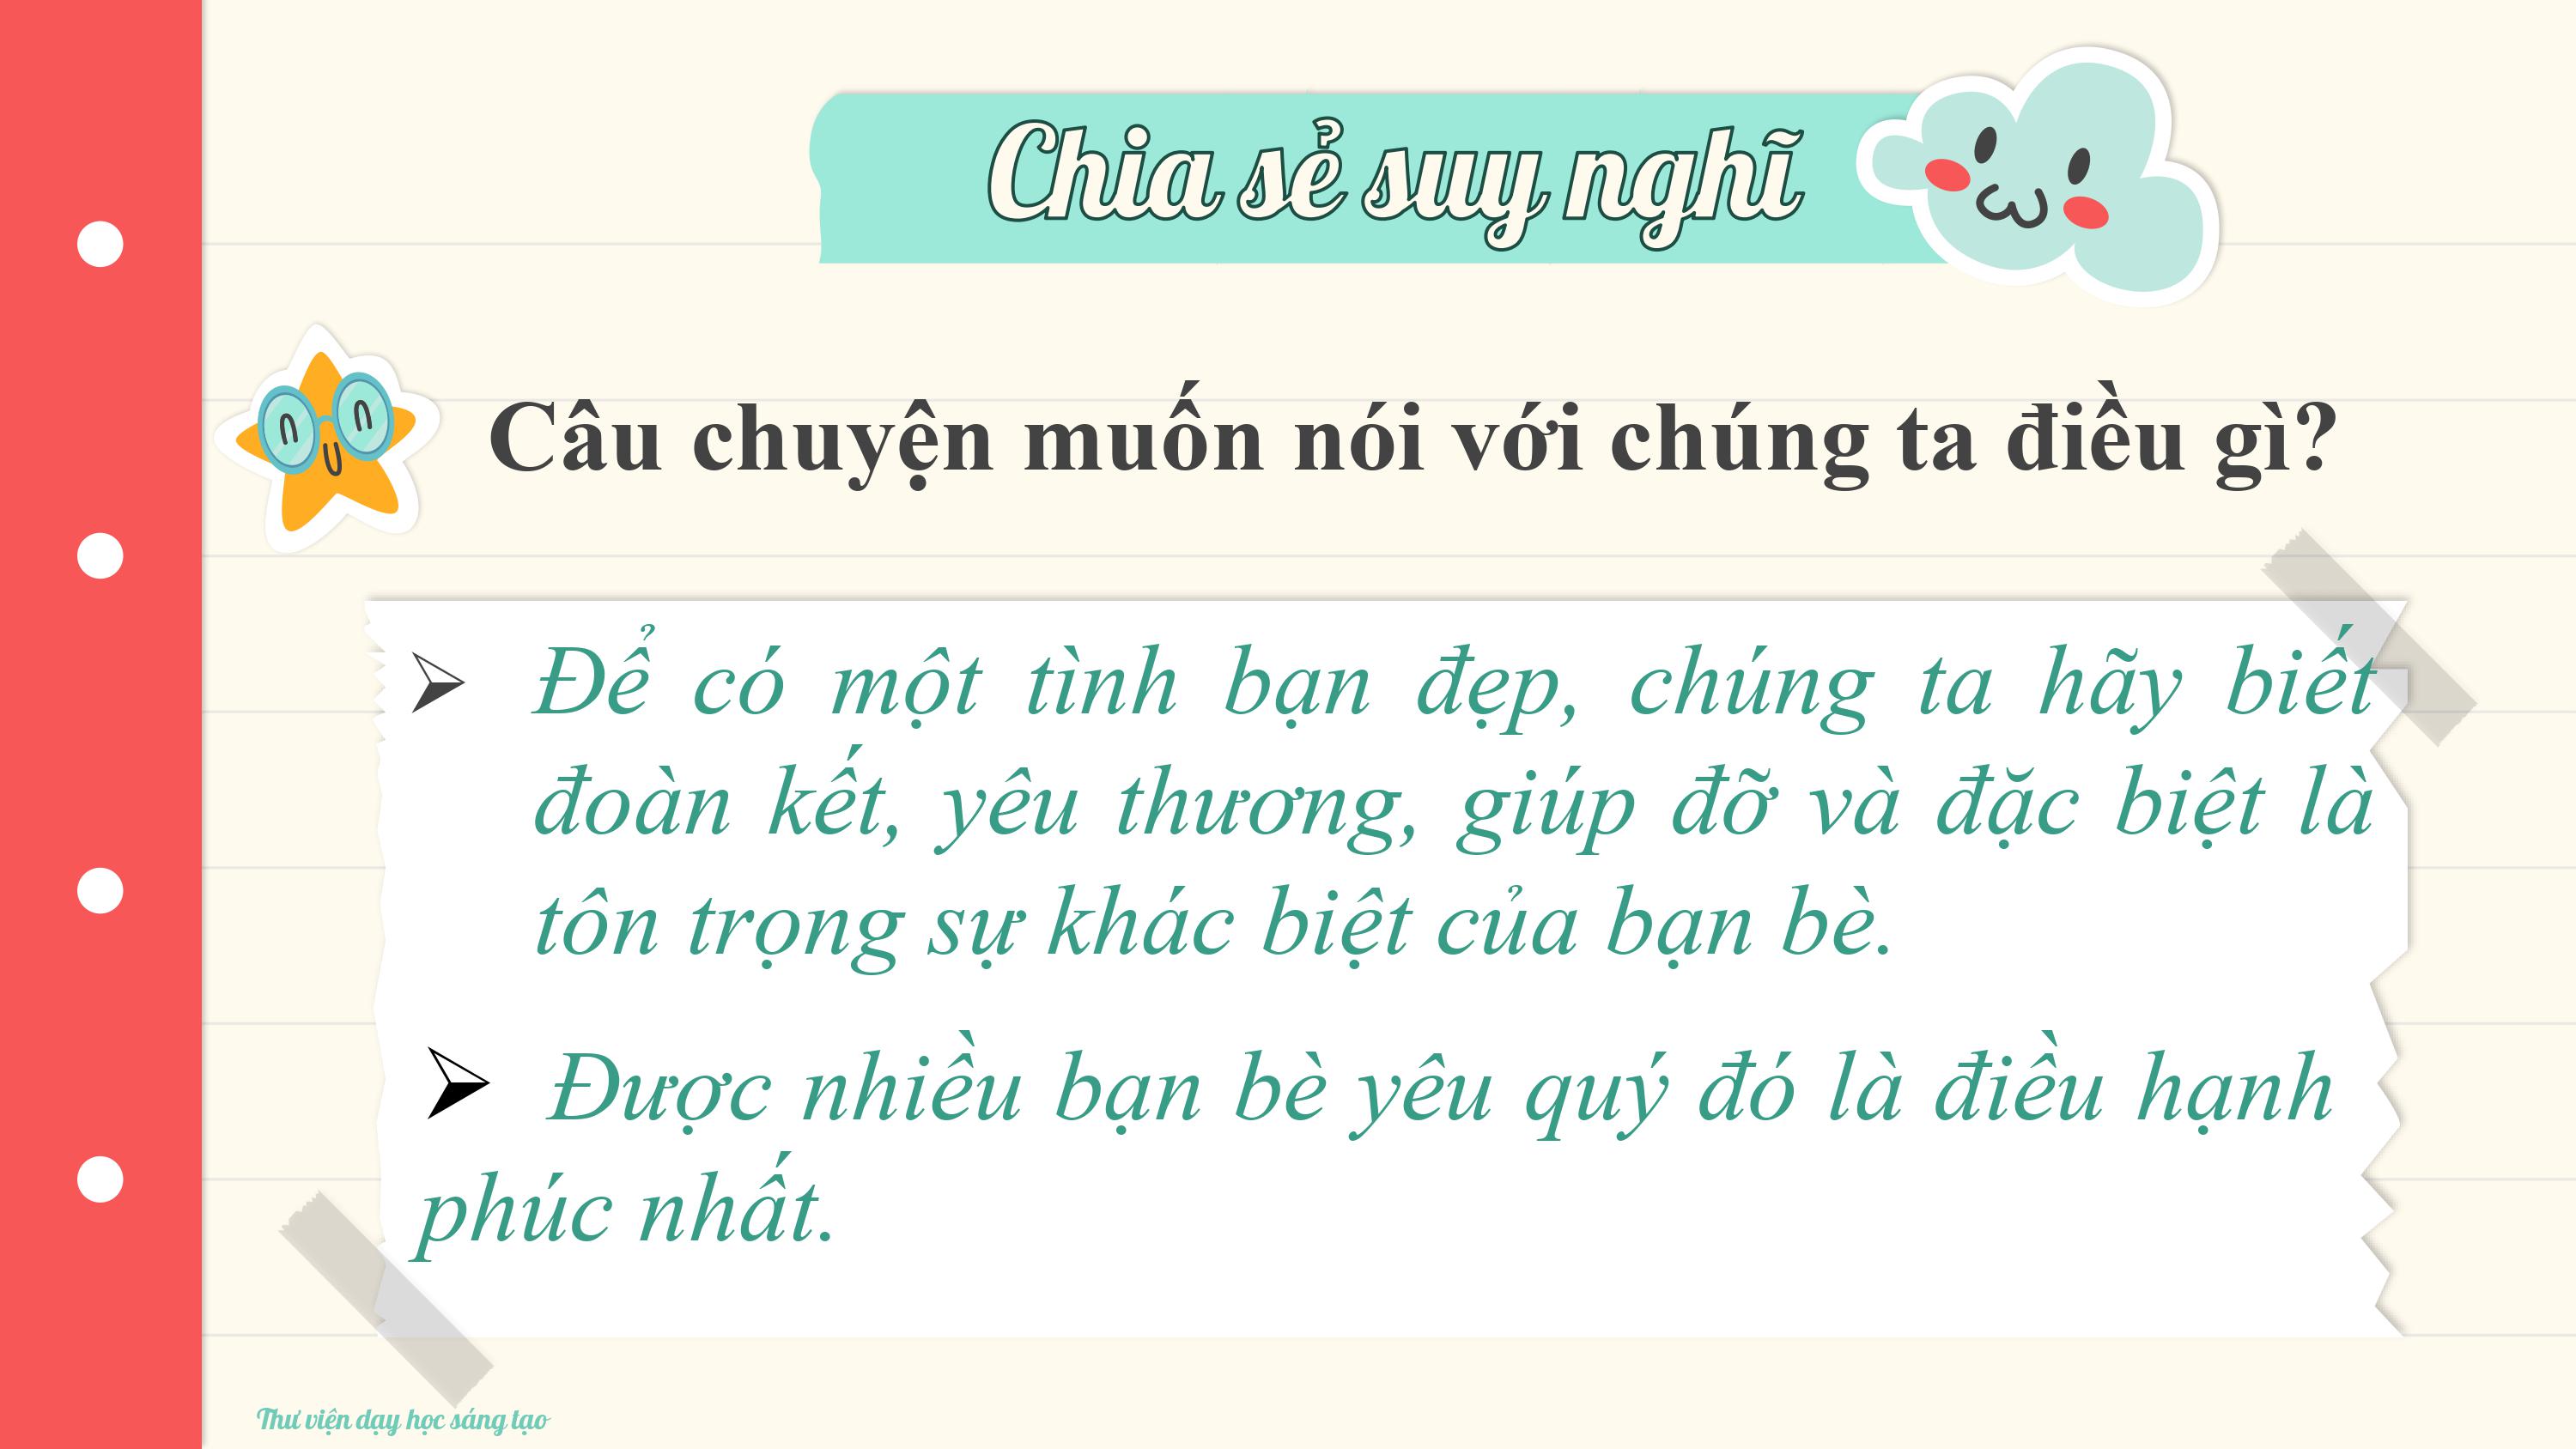 Chia sẻ suy nghĩ
Câu chuyện muốn nói với chúng ta điều gì?
Để có một tình bạn đẹp, chúng ta hãy biết
đoàn kết, yêu thương, giúp đỡ và đặc biệt là
tôn trọng sự khác biệt của bạn bè.
Được nhiều bạn bè yêu quý đó là điều hạnh
phúc nhất.
Thư viện dạy học sáng tạo